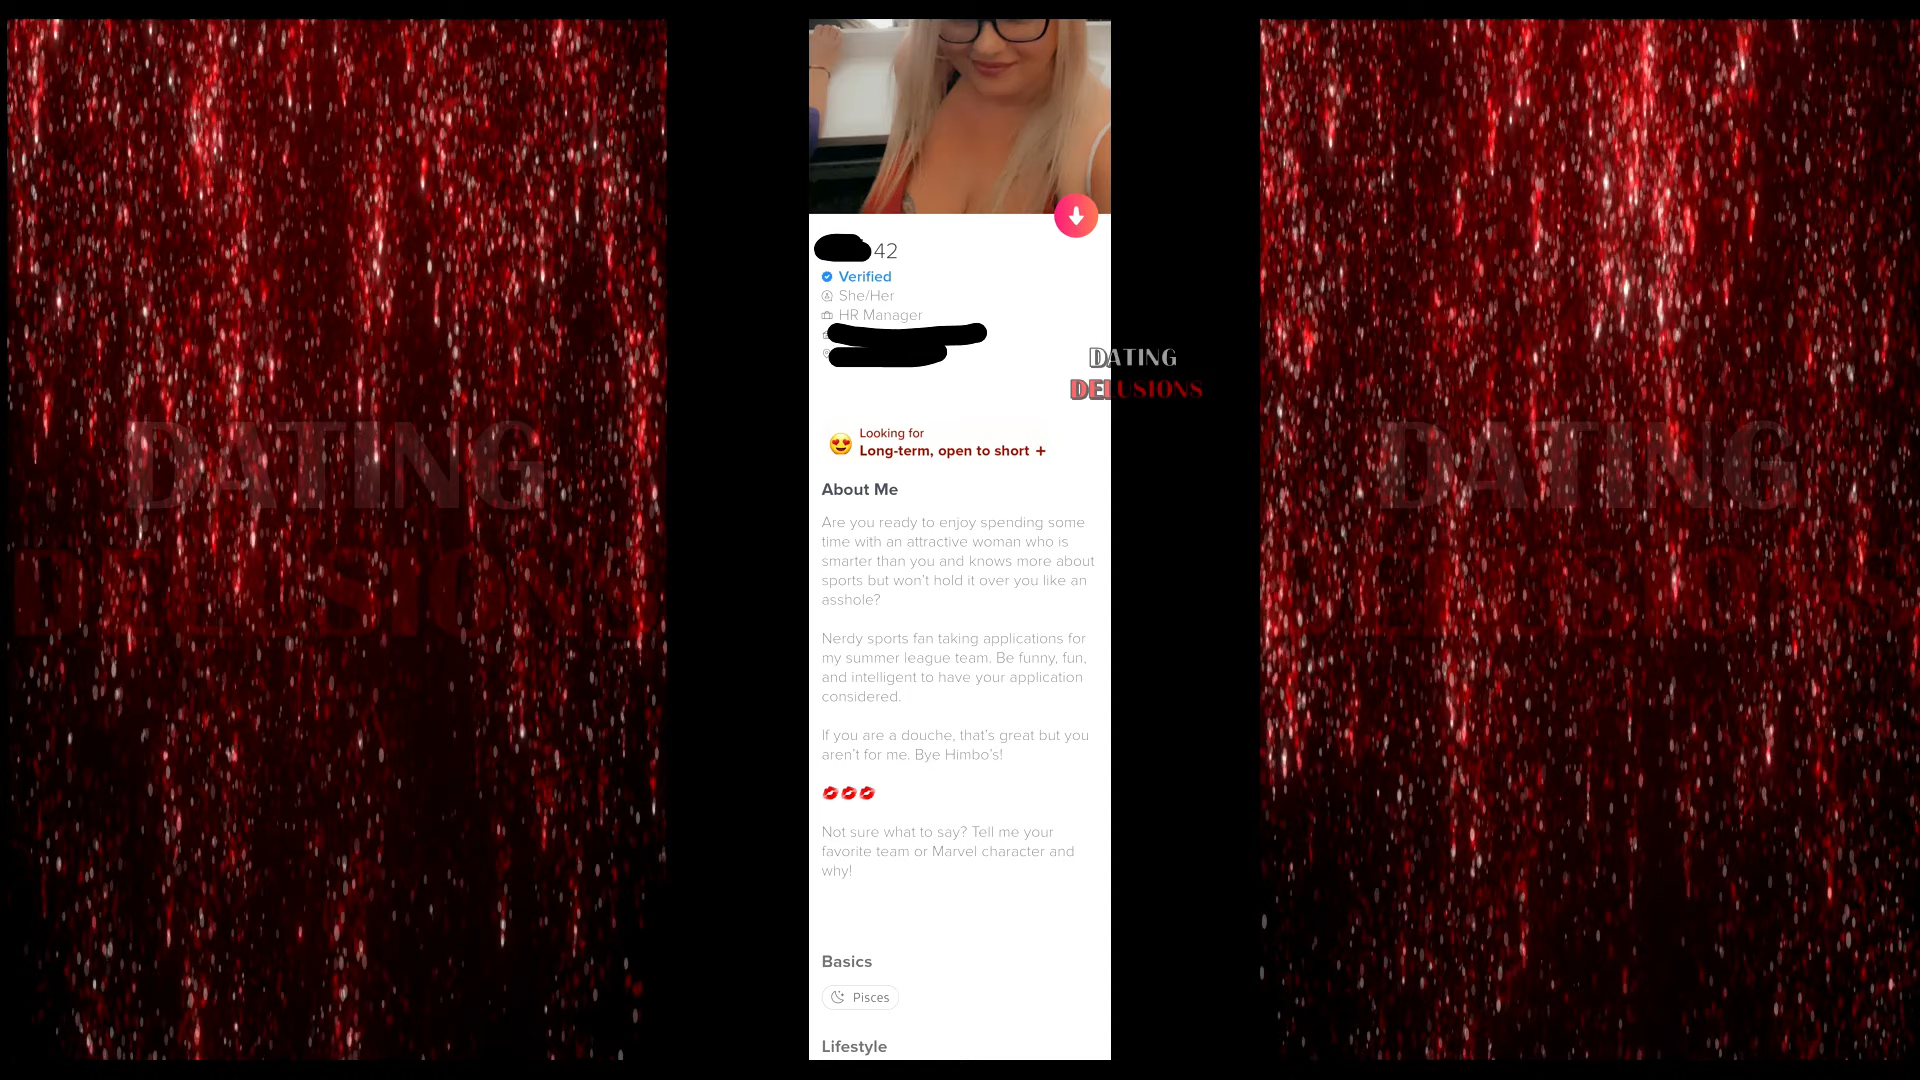 42
Verified
She/Her
HR Manager
DATING
DELUSIONS
Looking for
Long-term, open to short +
About Me
Are you ready to enjoy spending some
time with an attractive woman who is
smarter than you and knows more about
sports but won't hold it over you like an
asshole?
Nerdy sports fan taking applications for
my summer league team. Be funny, fun,
and intelligent to have your application
considered.
If you are a douche, that's great but you
aren't for me. Bye Himbo's!
Not sure what to say? Tell me your
favorite team or Marvel character and
why!
Basics
Pisces
Lifestyle
DATING
DELUSIONS
DATING